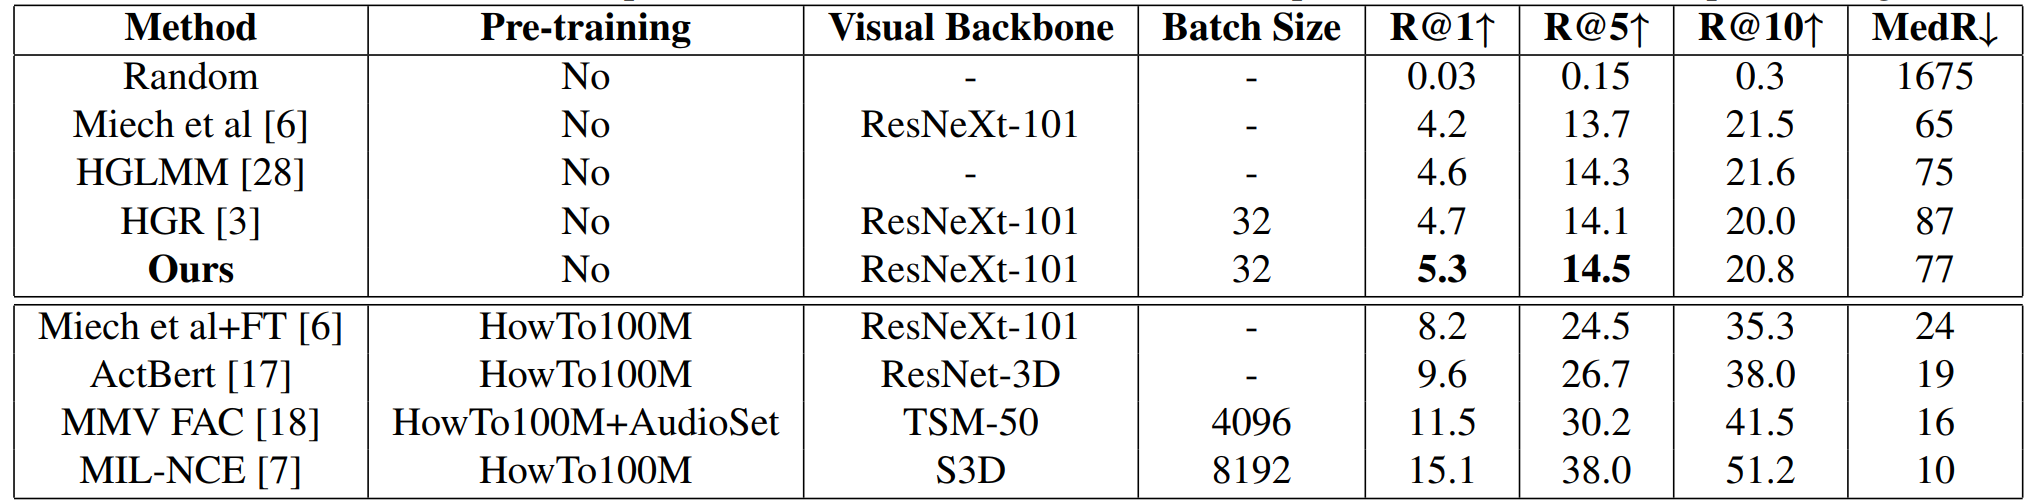 Method Pre-training Visual Backbone Batch Size R@1↑ R@5↑ R@10↑ MedR↓
Random No - - 0.03 0.15 0.3 1675
Miech et al [6] No ResNeXt-101 - 4.2 13.7 21.5 65
HGLMM [28] No - - 4.6 14.3 21.6 75
HGR [3] No ResNeXt-101 32 4.7 14.1 20.0 87
Ours No ResNeXt-101 32 5.3 14.5 20.8 77
Miech et al+FT [6] HowTo100M ResNeXt-101 - 8.2 24.5 35.3 24
ActBert [17] HowTo100M ResNet-3D - 9.6 26.7 38.0 19
MMV FAC [18] HowTo100M+AudioSet TSM-50 4096 11.5 30.2 41.5 16
MIL-NCE [7] HowTo100M S3D 8192 15.1 38.0 51.2 10